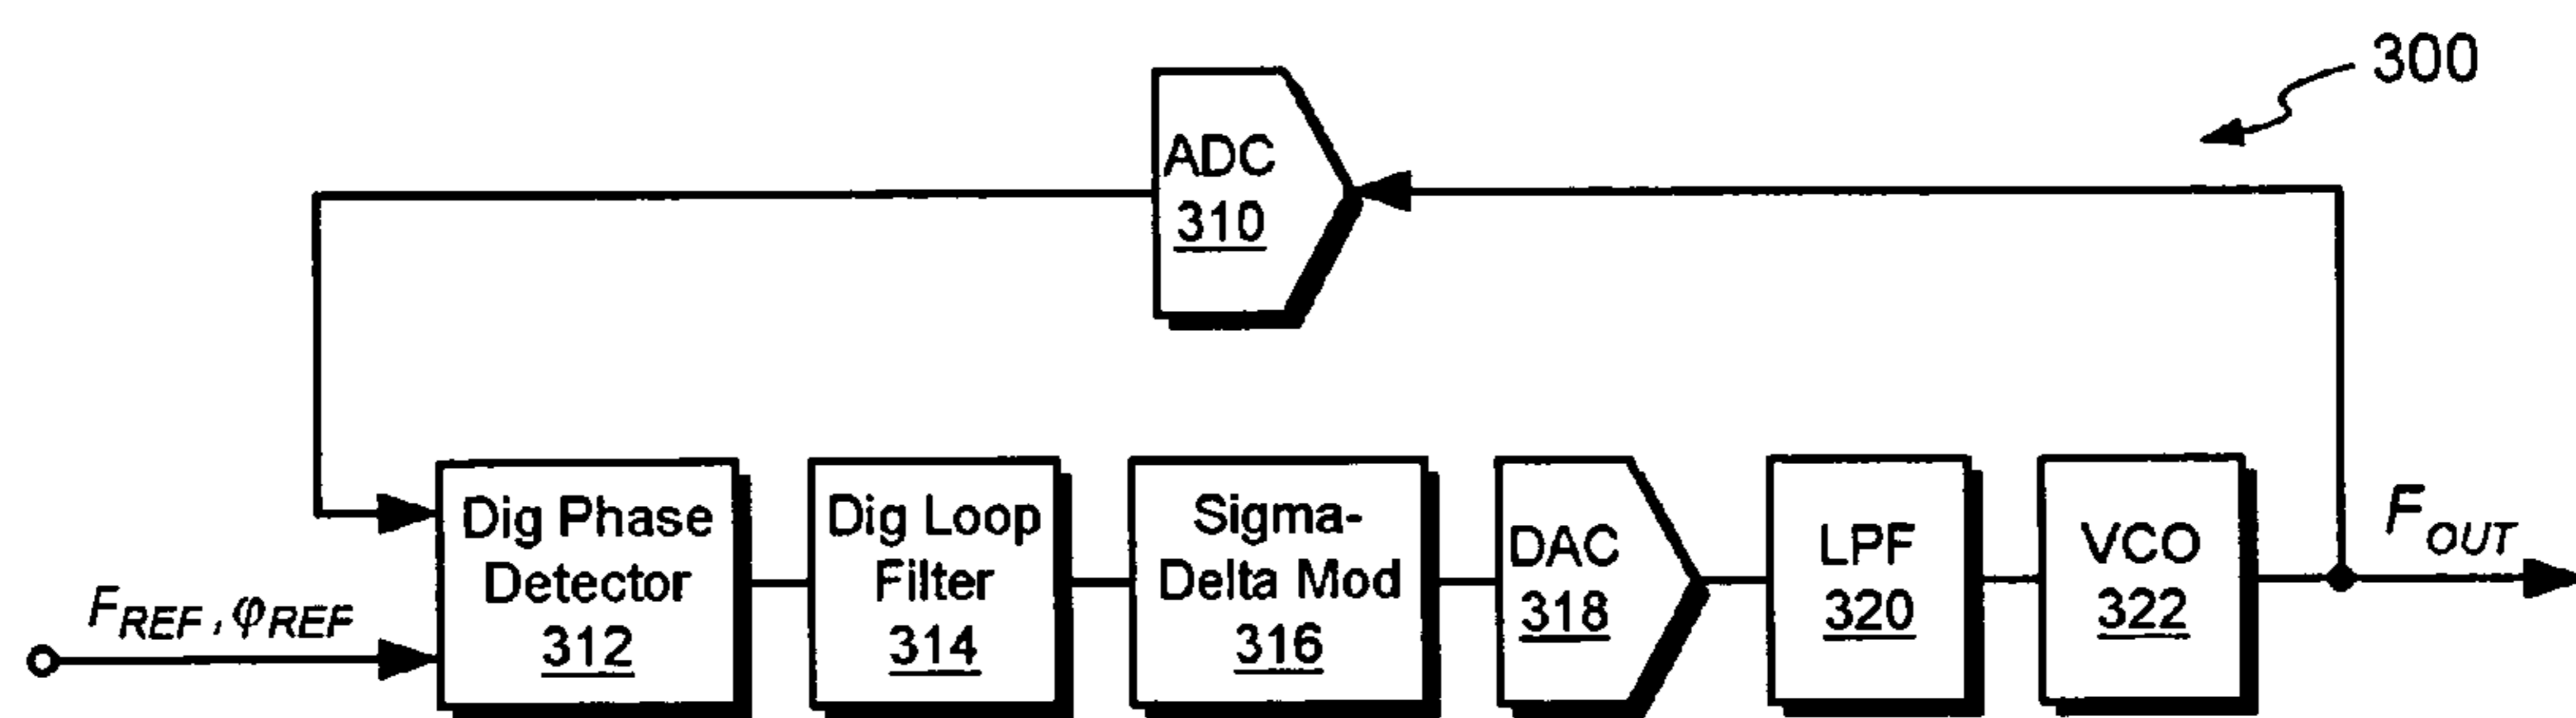 300
ADC
310
F_REF, φ_REF
Dig Phase
Detector
312
Dig Loop
Filter
314
Sigma-
Delta Mod
316
DAC
318
LPF
320
VCO
322
F_OUT